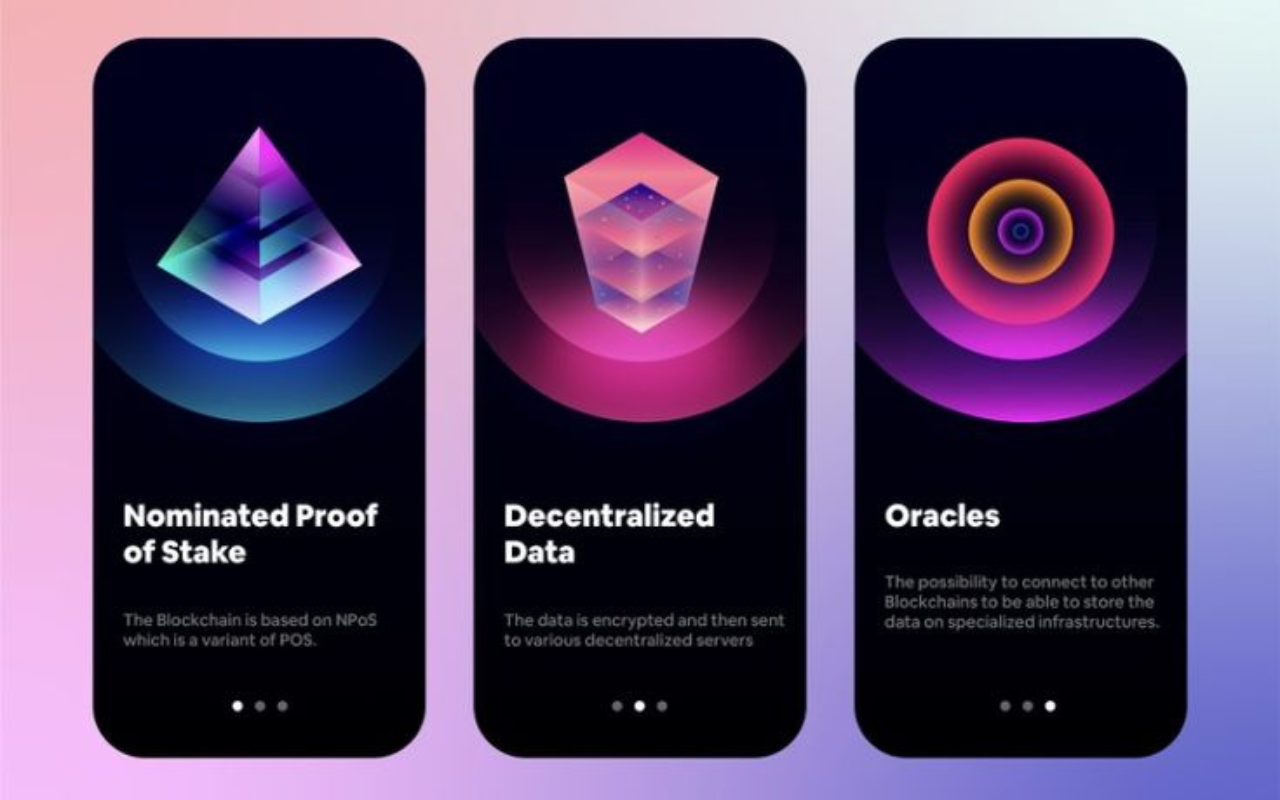 Nominated Proof
of Stake
The Blockchain is based on NPoS
which is a variant of POS.
Decentralized
Data
The data is encrypted and then sent
to various decentralized servers
Oracles
The possibility to connect to other
Blockchains to be able to store the
data on specialized infrastructures.